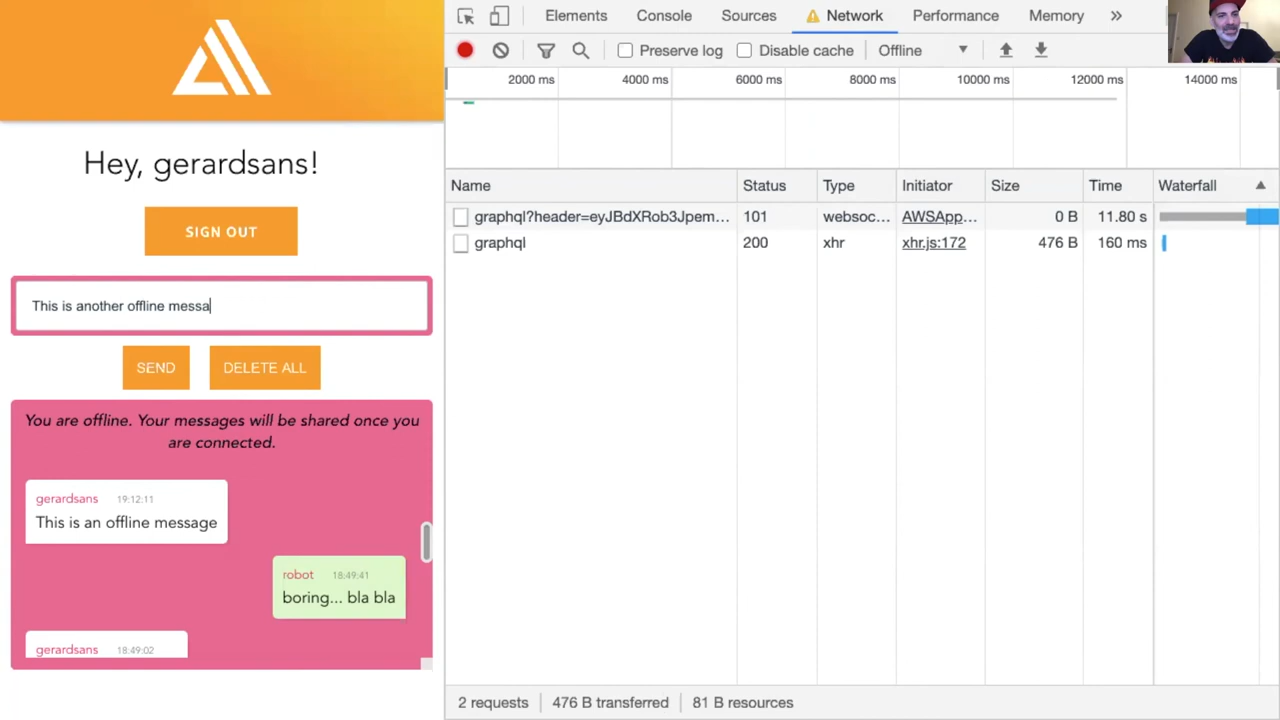 Hey, gerardsans!
SIGN OUT
This is another offline messa
SEND DELETE ALL
You are offline. Your messages will be shared once you
are connected.
gerardsans 19:12:11
This is an offline message
robot 18:49:41
boring... bla bla
gerardsans 18:49:02
Elements Console Sources Network Performance Memory »
Preserve log Disable cache Offline
2000 ms 4000 ms 6000 ms 8000 ms 10000 ms 12000 ms 14000 ms
Name Status Type Initiator Size Time Waterfall
graphql?header=eyJBdXRob3Jpem... 101 websoc... AWSApp... 0 B 11.80 s
graphql 200 xhr xhr.js:172 476 B 160 ms
2 requests 476 B transferred 81 B resources